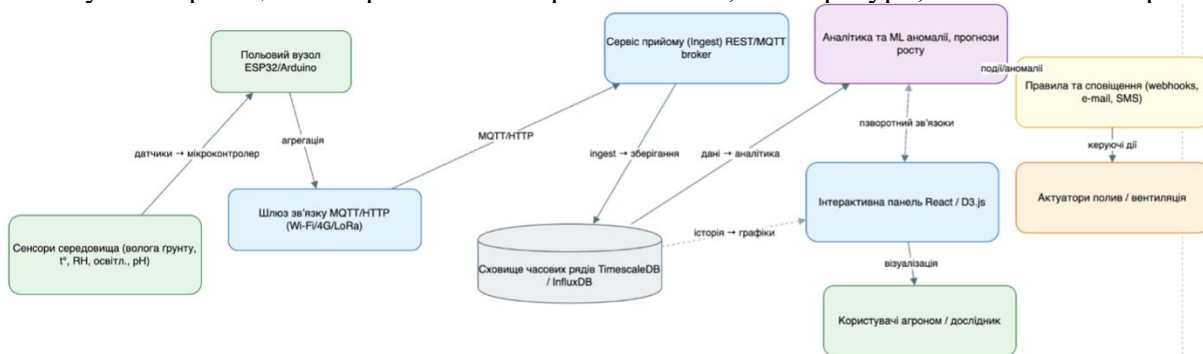 Польовий вузол
ESP32/Arduino
датчики → мікроконтролер
агрегація
Сенсори середовища (волога ґрунту,
t°, RH, освітл., pH)
Шлюз зв'язку MQTT/HTTP
(Wi-Fi/4G/LoRa)
MQTT/HTTP
Сервіс прийому (Ingest) REST/MQTT
broker
ingest → зберігання
дані → аналітика
Сховище часових рядів TimescaleDB
/ InfluxDB
історія → графіки
Аналітика та ML аномалії, прогнози
росту
події/аномалії
Правила та сповіщення (webhooks,
e-mail, SMS)
пзворотний зв'язоки
керуючі дії
Інтерактивна панель React / D3.js
Актуатори полив / вентиляція
візуалізація
Користувачі агроном / дослідник